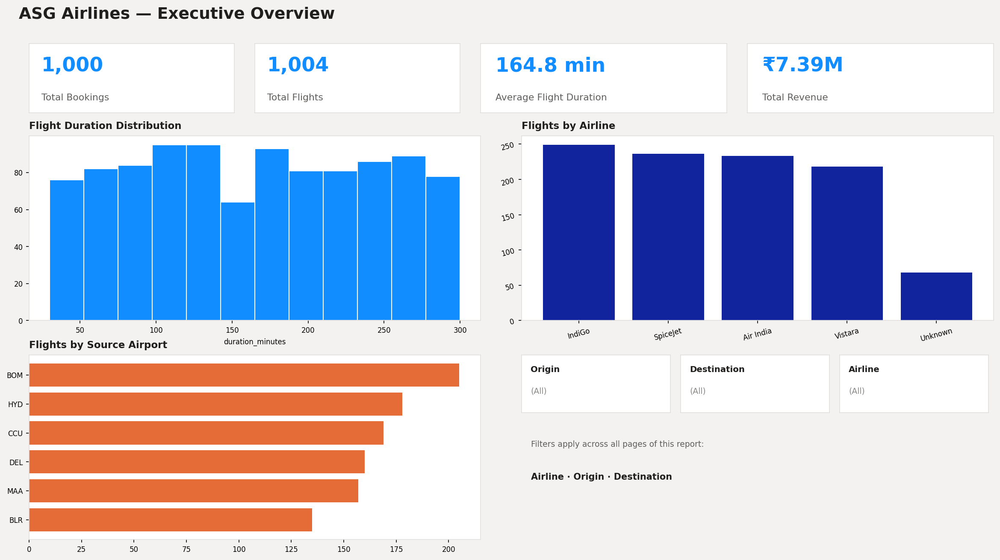 ASG Airlines — Executive Overview
1,000
Total Bookings
1,004
Total Flights
164.8 min
Average Flight Duration
₹7.39M
Total Revenue
Flight Duration Distribution
80
60
40
20
0
50 100 150 200 250 300
duration_minutes
Flights by Airline
250
200
150
100
50
0
IndiGo SpiceJet Air India Vistara Unknown
Flights by Source Airport
BOM
HYD
CCU
DEL
MAA
BLR
0 25 50 75 100 125 150 175 200
Origin
(All)
Destination
(All)
Airline
(All)
Filters apply across all pages of this report:
Airline · Origin · Destination